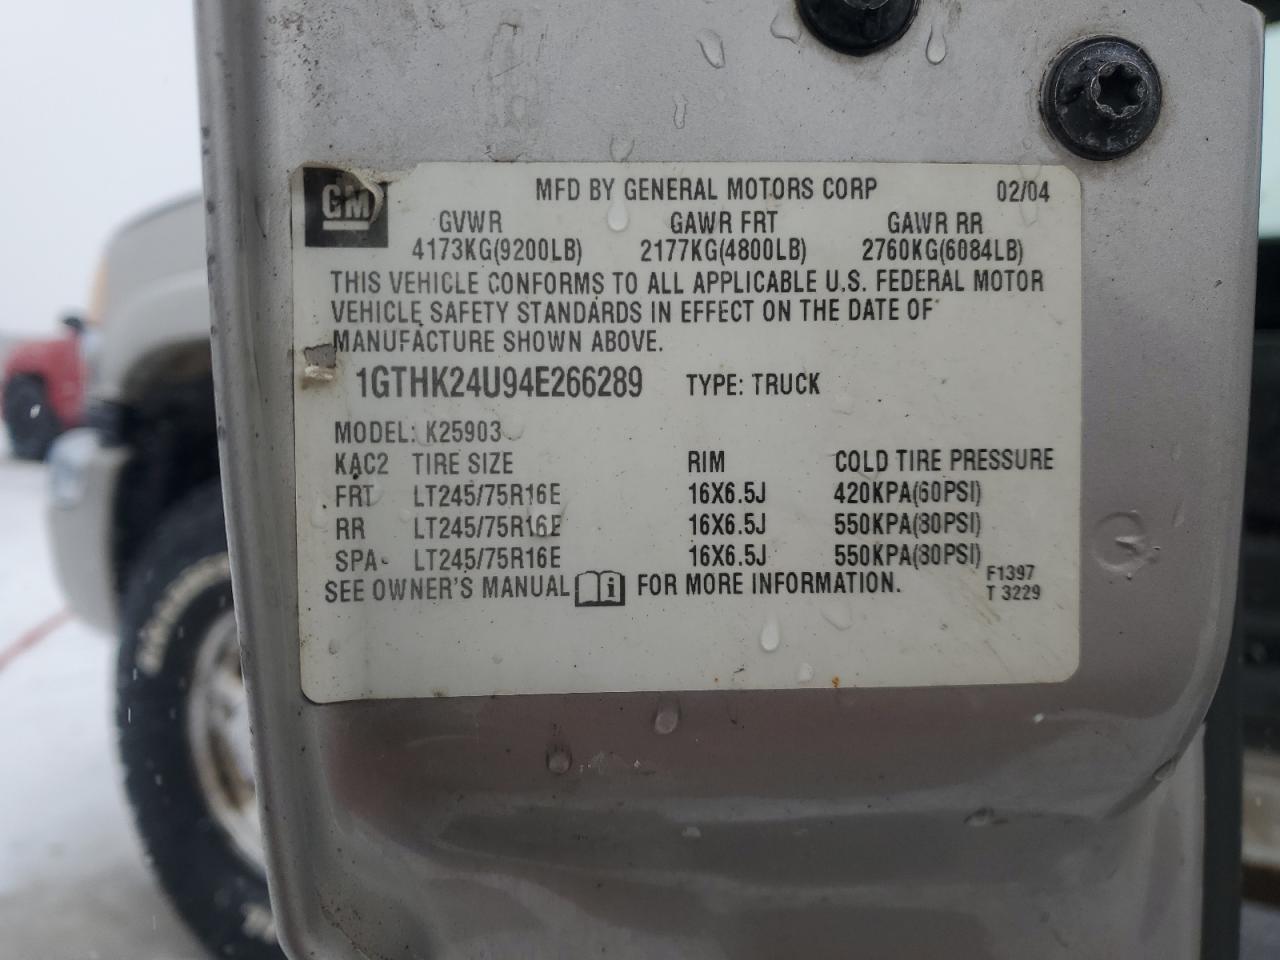 GM
MFD BY GENERAL MOTORS CORP 02/04
GVWR GAWR FRT GAWR RR
4173KG(9200LB) 2177KG(4800LB) 2760KG(6084LB)
THIS VEHICLE CONFORMS TO ALL APPLICABLE U.S. FEDERAL MOTOR
VEHICLE SAFETY STANDARDS IN EFFECT ON THE DATE OF
MANUFACTURE SHOWN ABOVE.
1GTHK24U94E266289 TYPE: TRUCK
MODEL: K25903
KAC2 TIRE SIZE RIM COLD TIRE PRESSURE
FRT LT245/75R16E 16X6.5J 420KPA(60PSI)
RR LT245/75R16E 16X6.5J 550KPA(80PSI)
SPA LT245/75R16E 16X6.5J 550KPA(80PSI)
SEE OWNER'S MANUAL i FOR MORE INFORMATION.
F1397
T 3229